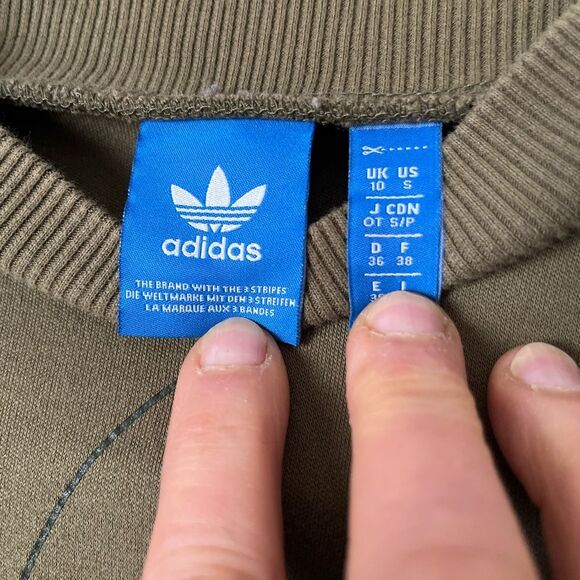 adidas
THE BRAND WITH THE 3 STRIPES
DIE WELTMARKE MIT DEN 3 STREIFEN
LA MARQUE AUX 3 BANDES
UK US
10 S
J CDN
OT S/P
D F
36 38
E I